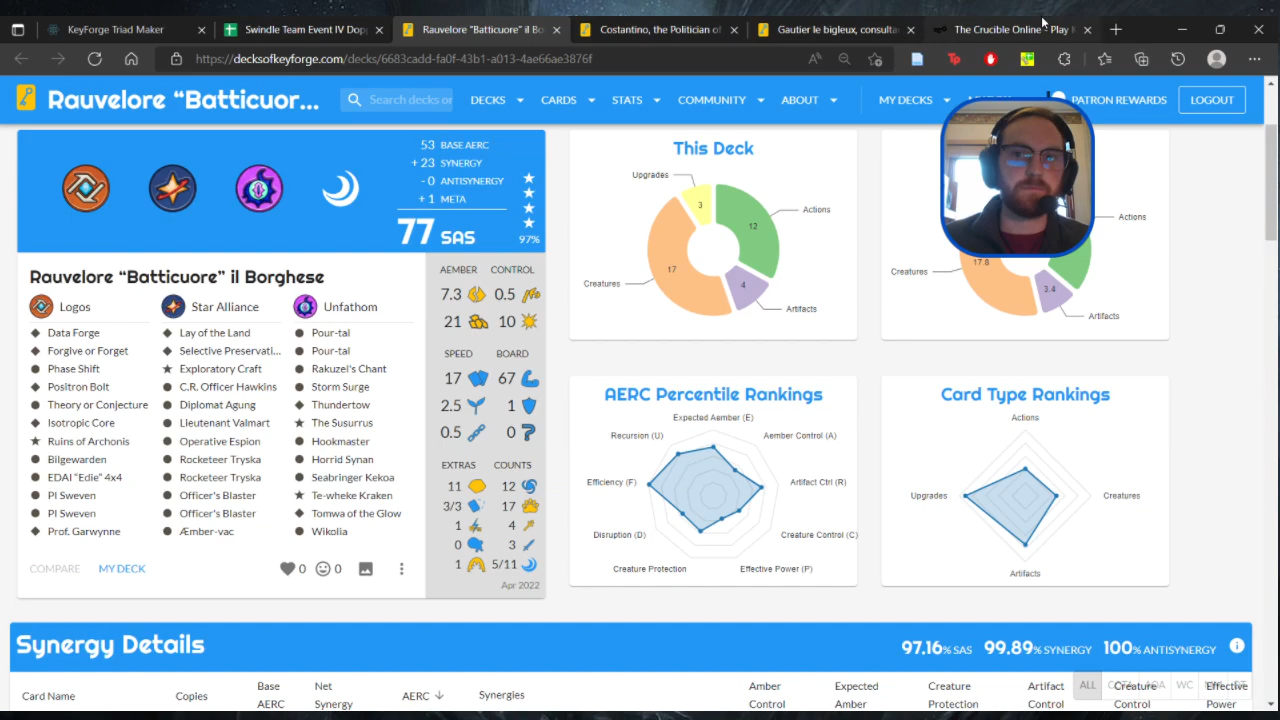 KeyForge Triad Maker
Swindle Team Event IV Dopp
Rauvelore “Batticuore” il Bo
Costantino, the Politician of
Gautier le bigleux, consulta
The Crucible Online - Play
https://decksofkeyforge.com/decks/6683cadd-fa0f-43b1-a013-4ae66ae3876f
Rauvelore “Batticuor...
Search decks or
DECKS
CARDS
STATS
COMMUNITY
ABOUT
MY DECKS
PATRON REWARDS
LOGOUT
53 BASE AERC
+ 23 SYNERGY
- 0 ANTISYNERGY
+ 1 META
77 SAS
97%
Rauvelore “Batticuore” il Borghese
Logos
Data Forge
Forgive or Forget
Phase Shift
Positron Bolt
Theory or Conjecture
Isotropic Core
Ruins of Archonis
Bilgewarden
EDAI “Edie” 4x4
PI Sweven
PI Sweven
Prof. Garwynne
Star Alliance
Lay of the Land
Selective Preservati...
Exploratory Craft
C.R. Officer Hawkins
Diplomat Agung
Lieutenant Valmart
Operative Espion
Rocketeer Tryska
Rocketeer Tryska
Officer's Blaster
Officer's Blaster
Æmber-vac
Unfathom
Pour-tal
Pour-tal
Rakuzel's Chant
Storm Surge
Thundertow
The Susurrus
Hookmaster
Horrid Synan
Seabringer Kekoa
Te-wheke Kraken
Tomwa of the Glow
Wikolia
COMPARE
MY DECK
0
0
AEMBER CONTROL
7.3 0.5
21 10
SPEED BOARD
17 67
2.5 1
0.5 0
EXTRAS COUNTS
11 12
3/3 17
1 4
0 3
1 5/11
Apr 2022
This Deck
Upgrades
3
Actions
12
Creatures
17
4
Artifacts
Actions
Creatures
17.8
3.4
Artifacts
AERC Percentile Rankings
Expected Aember (E)
Recursion (U)
Aember Control (A)
Efficiency (F)
Artifact Ctrl (R)
Disruption (D)
Creature Control (C)
Creature Protection
Effective Power (P)
Card Type Rankings
Actions
Upgrades
Creatures
Artifacts
Synergy Details
97.16% SAS
99.89% SYNERGY
100% ANTISYNERGY
Card Name
Copies
Base AERC
Net Synergy
AERC
Synergies
Amber Control
Expected Amber
Creature Protection
Artifact Control
Creature Control
Effective Power
ALL
WC